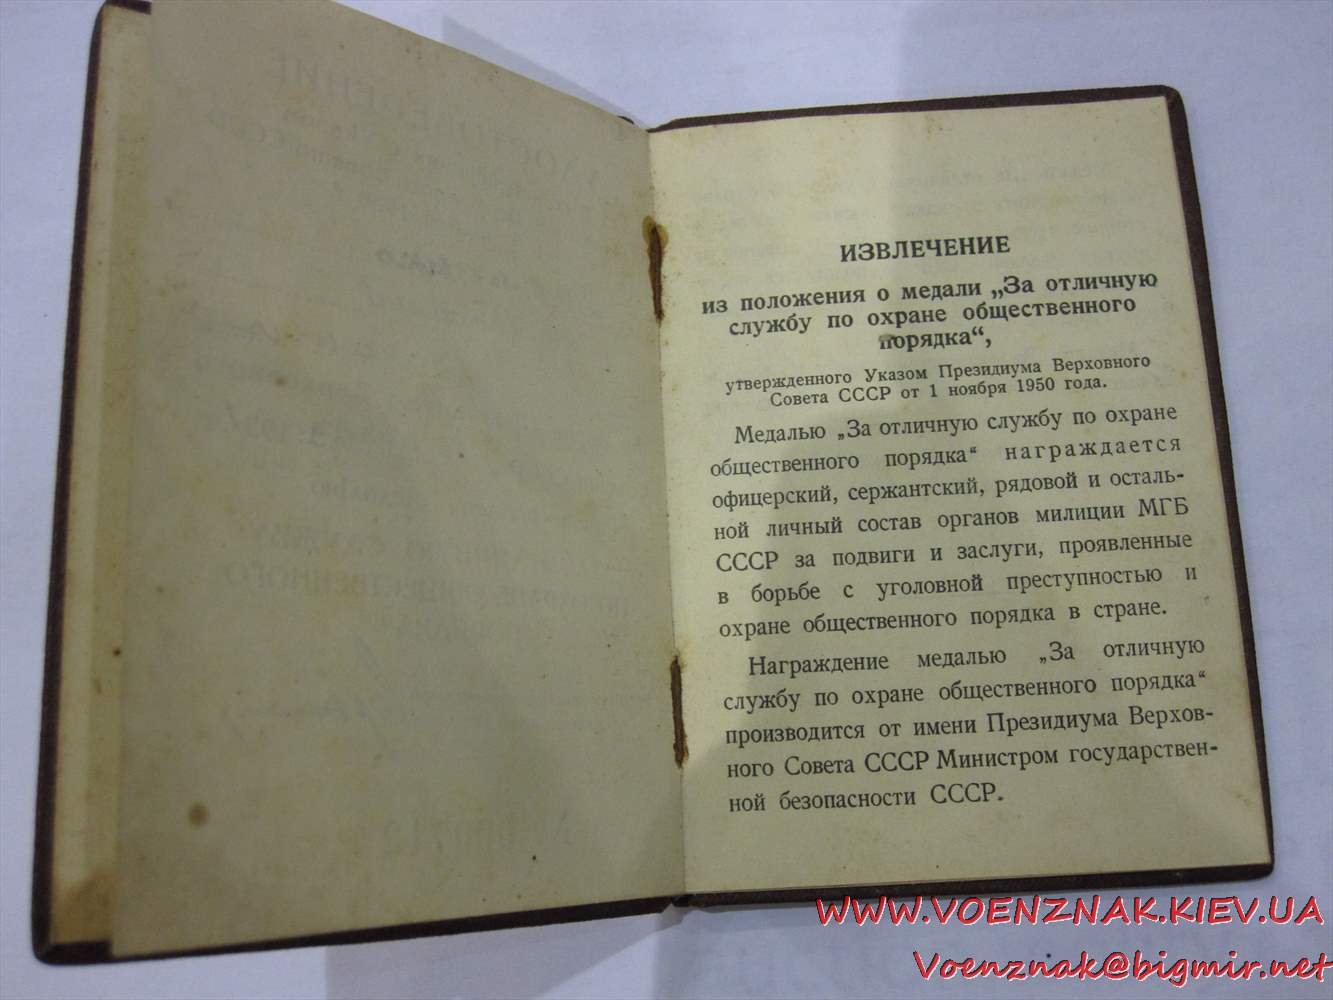 ИЗВЛЕЧЕНИЕ
из положения о медали „За отличную
службу по охране общественного
порядка“,
утвержденного Указом Президиума Верховного
Совета СССР от 1 ноября 1950 года.
Медалью „За отличную службу по охране
общественного порядка“ награждается
офицерский, сержантский, рядовой и осталь-
ной личный состав органов милиции МГБ
СССР за подвиги и заслуги, проявленные
в борьбе с уголовной преступностью и
охране общественного порядка в стране.
Награждение медалью „За отличную
службу по охране общественного порядка“
производится от имени Президиума Верхов-
ного Совета СССР Министром государствен-
ной безопасности СССР.
WWW.VOENZNAK.KIEV.UA
Voenznak@bigmir.net